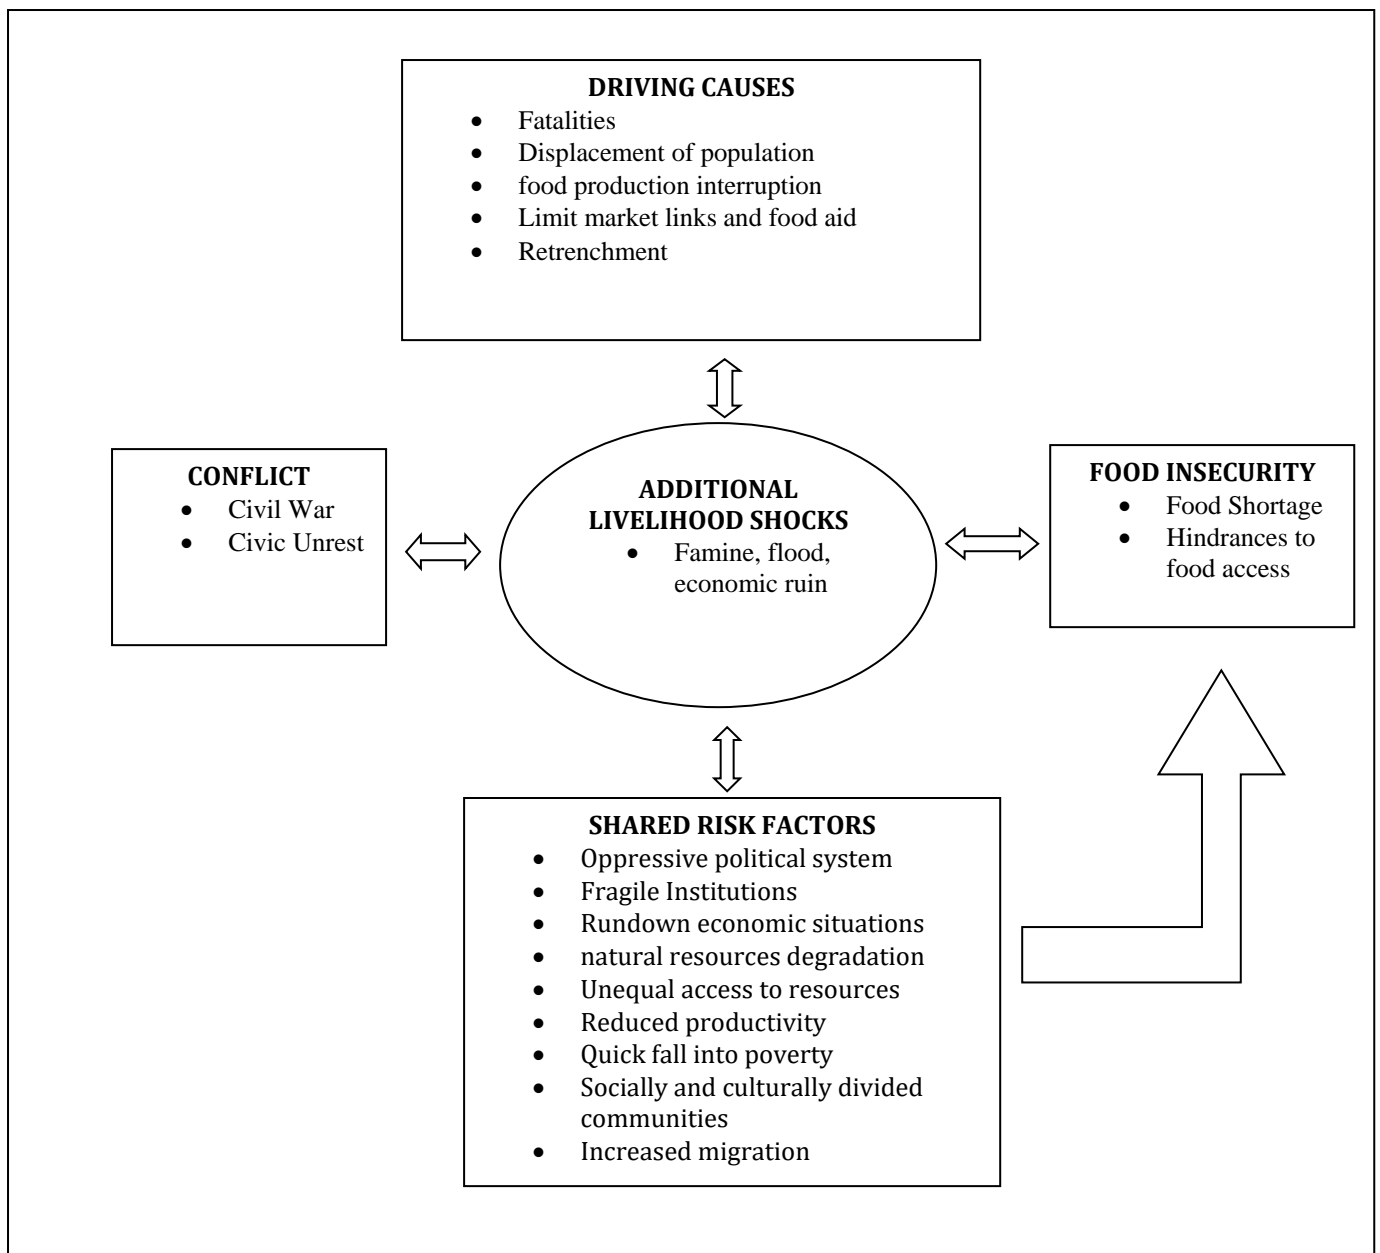 DRIVING CAUSES
• Fatalities
• Displacement of population
• food production interruption
• Limit market links and food aid
• Retrenchment
CONFLICT
• Civil War
• Civic Unrest
ADDITIONAL
LIVELIHOOD SHOCKS
• Famine, flood,
economic ruin
FOOD INSECURITY
• Food Shortage
• Hindrances to
food access
SHARED RISK FACTORS
• Oppressive political system
• Fragile Institutions
• Rundown economic situations
• natural resources degradation
• Unequal access to resources
• Reduced productivity
• Quick fall into poverty
• Socially and culturally divided
communities
• Increased migration